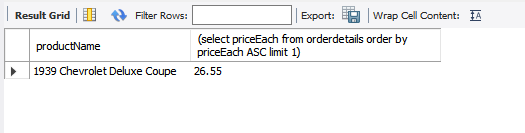 Result Grid Filter Rows: Export: Wrap Cell Content: IA
productName (select priceEach from orderdetails order by
priceEach ASC limit 1)
1939 Chevrolet Deluxe Coupe 26.55